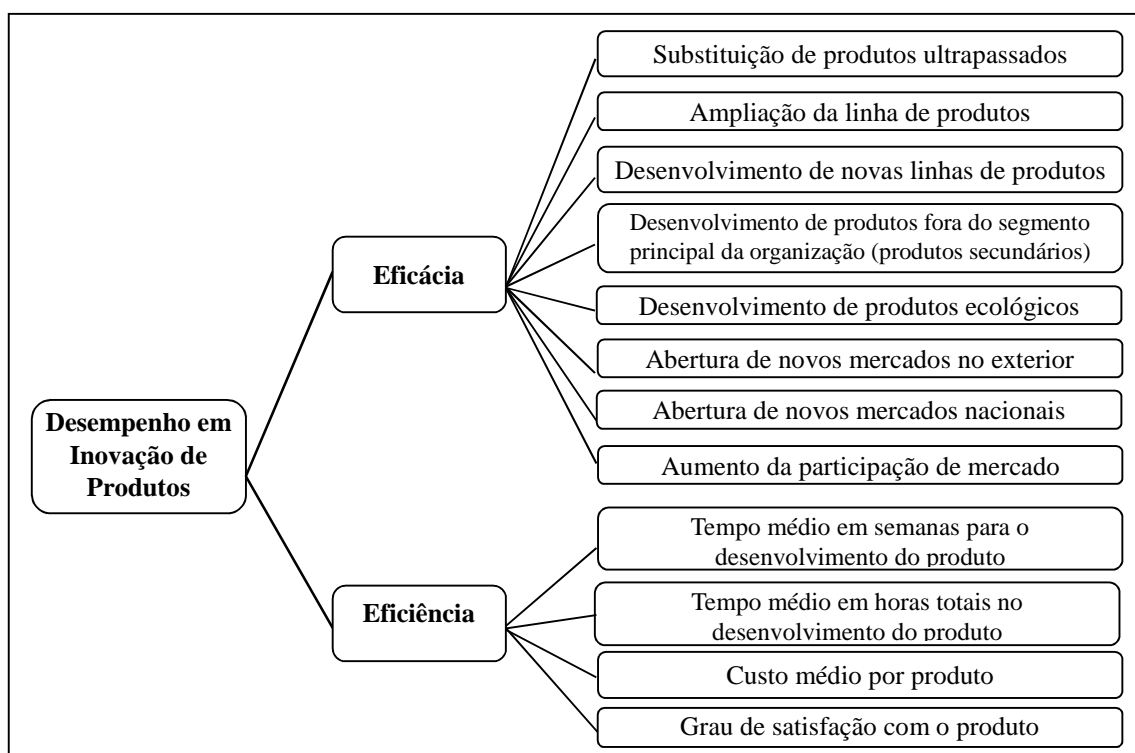 Substituição de produtos ultrapassados
Ampliação da linha de produtos
Desenvolvimento de novas linhas de produtos
Desenvolvimento de produtos fora do segmento
principal da organização (produtos secundários)
Eficácia
Desenvolvimento de produtos ecológicos
Abertura de novos mercados no exterior
Abertura de novos mercados nacionais
Aumento da participação de mercado
Desempenho em
Inovação de
Produtos
Tempo médio em semanas para o
desenvolvimento do produto
Eficiência
Tempo médio em horas totais no
desenvolvimento do produto
Custo médio por produto
Grau de satisfação com o produto